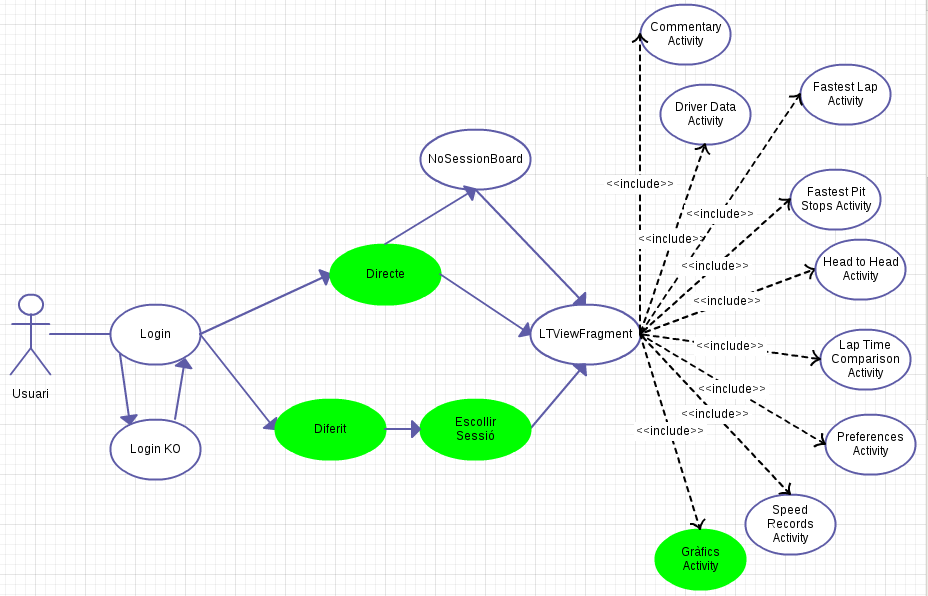 Commentary
Activity
Driver Data
Activity
Fastest Lap
Activity
NoSessionBoard
<<include>>
Fastest Pit
Stops Activity
<<include>>
<<include>>
Directe
<<include>>
Head to Head
Activity
<<include>>
Login
LTViewFragment
<<include>>
Lap Time
Comparison
Activity
Usuari
<<include>>
<<include>>
<<include>>
Login KO
Diferit
Escollir
Sessió
Preferences
Activity
Speed
Records
Activity
Gràfics
Activity